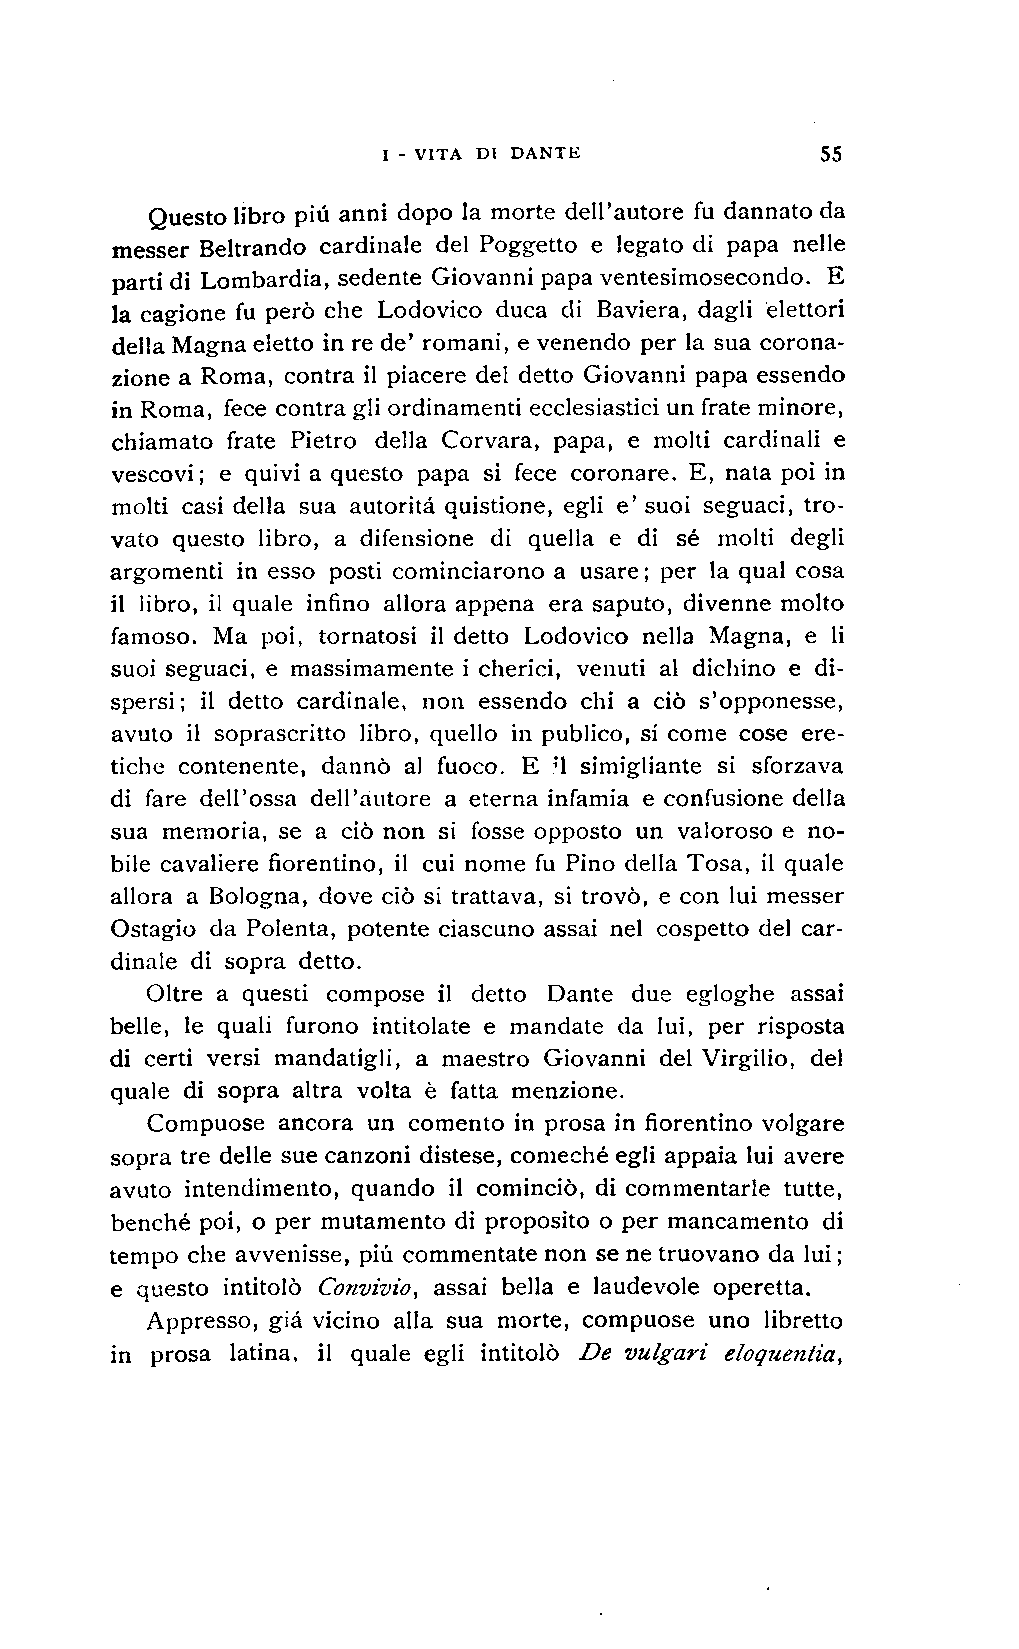 I - VITA DI DANTE 55
Questo libro piú anni dopo la morte dell'autore fu dannato da
messer Beltrando cardinale del Poggetto e legato di papa nelle
parti di Lombardia, sedente Giovanni papa ventesimosecondo. E
la cagione fu però che Lodovico duca di Baviera, dagli elettori
della Magna eletto in re de' romani, e venendo per la sua corona-
zione a Roma, contra il piacere del detto Giovanni papa essendo
in Roma, fece contra gli ordinamenti ecclesiastici un frate minore,
chiamato frate Pietro della Corvara, papa, e molti cardinali e
vescovi; e quivi a questo papa si fece coronare. E, nata poi in
molti casi della sua autoritá quistione, egli e' suoi seguaci, tro-
vato questo libro, a difensione di quella e di sé molti degli
argomenti in esso posti cominciarono a usare; per la qual cosa
il libro, il quale infino allora appena era saputo, divenne molto
famoso. Ma poi, tornatosi il detto Lodovico nella Magna, e li
suoi seguaci, e massimamente i cherici, venuti al dichino e di-
spersi; il detto cardinale, non essendo chi a ciò s'opponesse,
avuto il soprascritto libro, quello in publico, sí come cose ere-
tiche contenente, dannò al fuoco. E 'l simigliante si sforzava
di fare dell'ossa dell'autore a eterna infamia e confusione della
sua memoria, se a ciò non si fosse opposto un valoroso e no-
bile cavaliere fiorentino, il cui nome fu Pino della Tosa, il quale
allora a Bologna, dove ciò si trattava, si trovò, e con lui messer
Ostagio da Polenta, potente ciascuno assai nel cospetto del car-
dinale di sopra detto.
Oltre a questi compose il detto Dante due egloghe assai
belle, le quali furono intitolate e mandate da lui, per risposta
di certi versi mandatigli, a maestro Giovanni del Virgilio, del
quale di sopra altra volta è fatta menzione.
Compuose ancora un comento in prosa in fiorentino volgare
sopra tre delle sue canzoni distese, comeché egli appaia lui avere
avuto intendimento, quando il cominciò, di commentarle tutte,
benché poi, o per mutamento di proposito o per mancamento di
tempo che avvenisse, piú commentate non se ne truovano da lui;
e questo intitolò Convivio, assai bella e laudevole operetta.
Appresso, giá vicino alla sua morte, compuose uno libretto
in prosa latina, il quale egli intitolò De vulgari eloquentia,